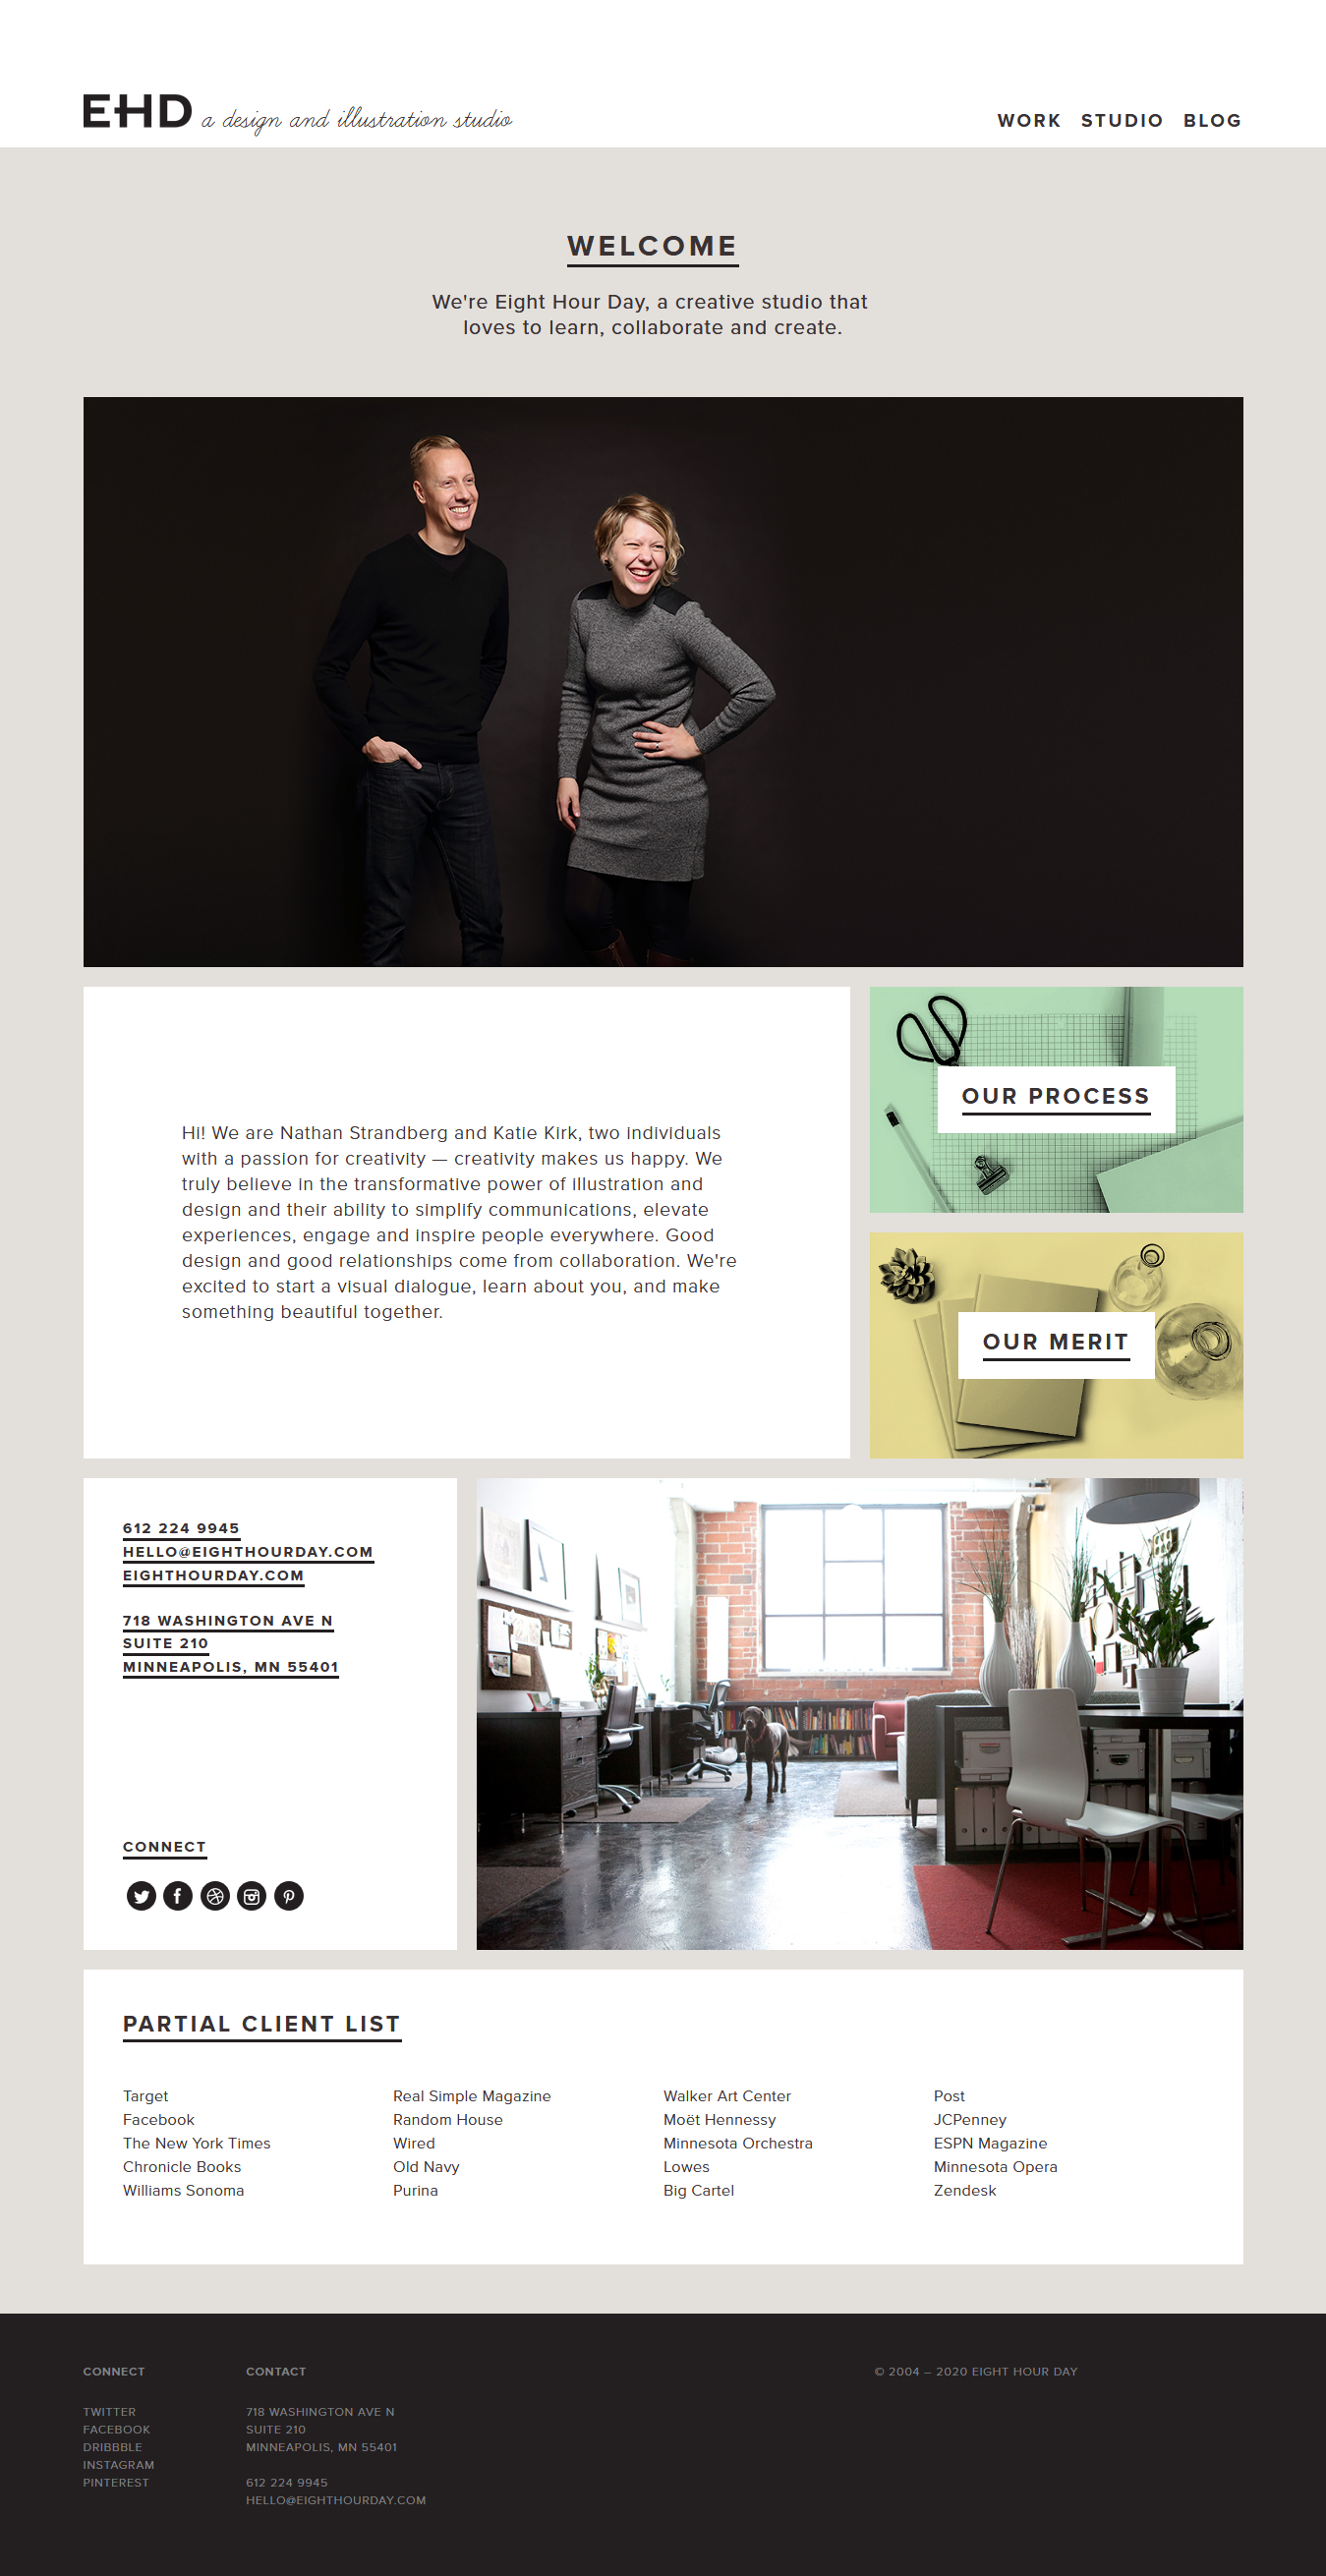 EHD a design and illustration studio
WORK STUDIO BLOG
WELCOME
We're Eight Hour Day, a creative studio that
loves to learn, collaborate and create.
Hi! We are Nathan Strandberg and Katie Kirk, two individuals
with a passion for creativity — creativity makes us happy. We
truly believe in the transformative power of illustration and
design and their ability to simplify communications, elevate
experiences, engage and inspire people everywhere. Good
design and good relationships come from collaboration. We're
excited to start a visual dialogue, learn about you, and make
something beautiful together.
OUR PROCESS
OUR MERIT
612 224 9945
HELLO@EIGHTHOURDAY.COM
EIGHTHOURDAY.COM
718 WASHINGTON AVE N
SUITE 210
MINNEAPOLIS, MN 55401
CONNECT
PARTIAL CLIENT LIST
Target
Facebook
The New York Times
Chronicle Books
Williams Sonoma
Real Simple Magazine
Random House
Wired
Old Navy
Purina
Walker Art Center
Moët Hennessy
Minnesota Orchestra
Lowes
Big Cartel
Post
JCPenney
ESPN Magazine
Minnesota Opera
Zendesk
CONNECT
TWITTER
FACEBOOK
DRIBBBLE
INSTAGRAM
PINTEREST
CONTACT
718 WASHINGTON AVE N
SUITE 210
MINNEAPOLIS, MN 55401
612 224 9945
HELLO@EIGHTHOURDAY.COM
© 2004 – 2020 EIGHT HOUR DAY